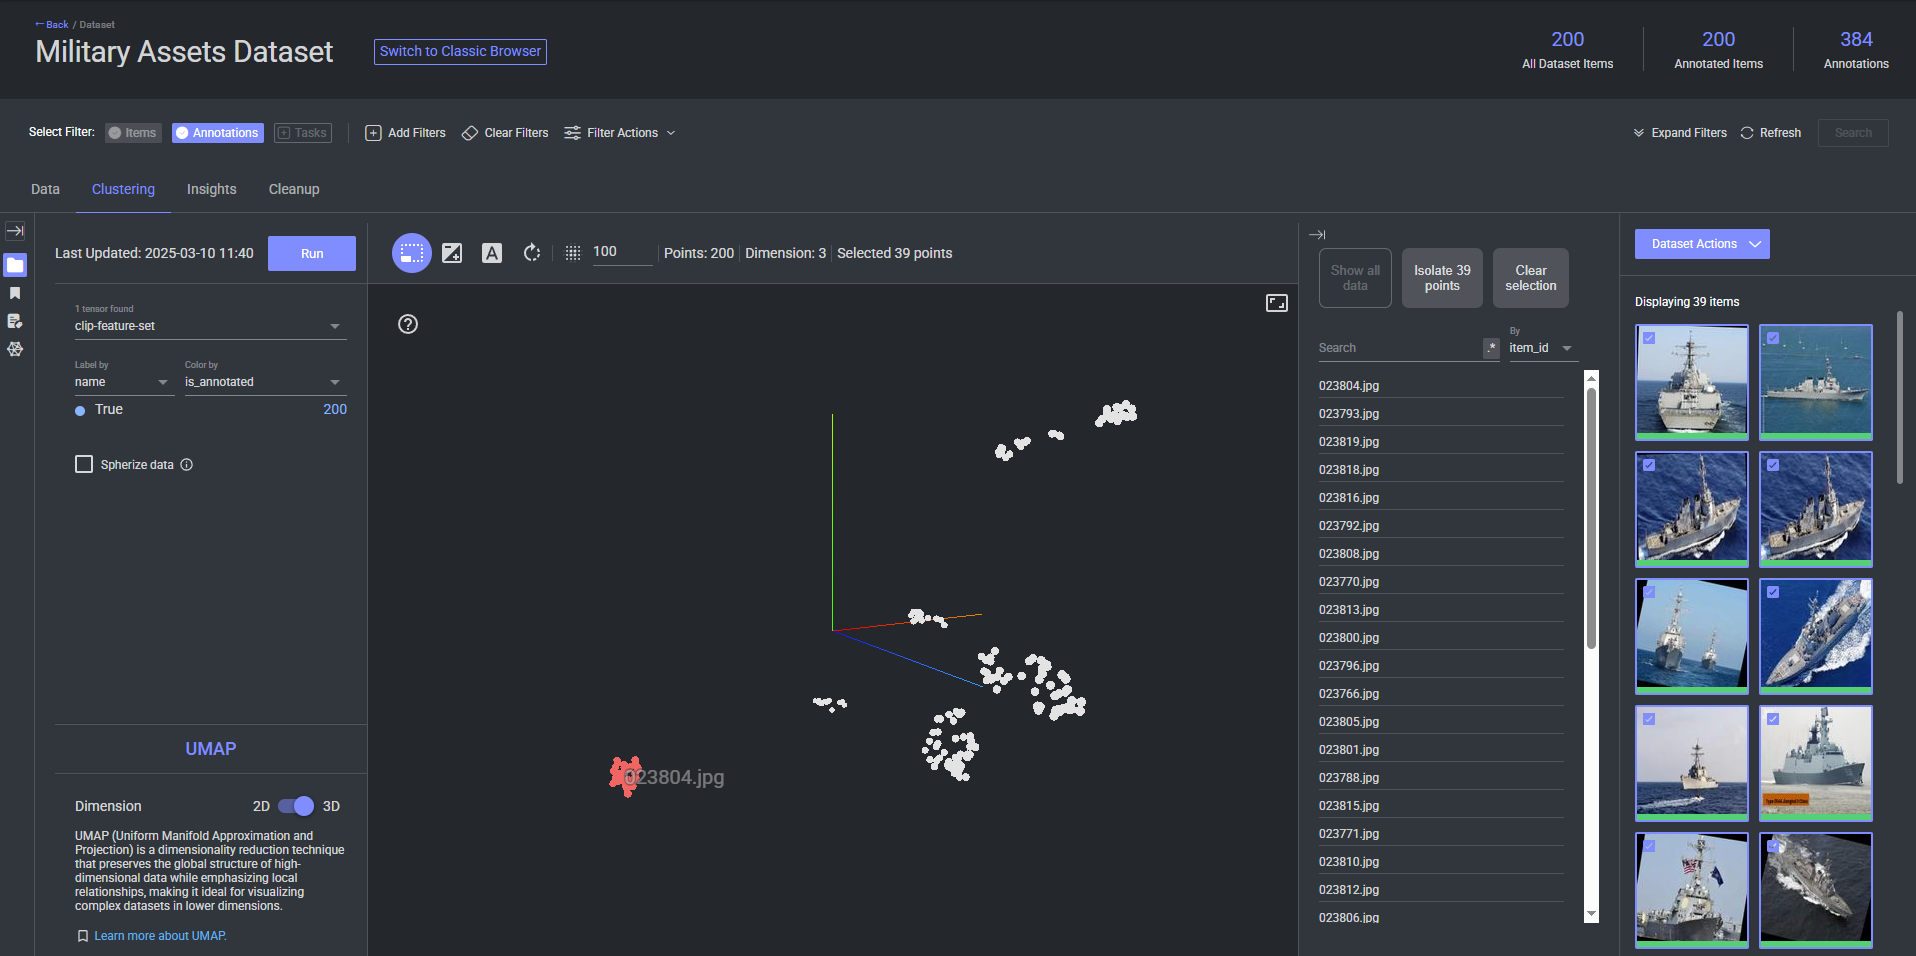 ←Back / Dataset
Military Assets Dataset
Switch to Classic Browser
200
All Dataset Items
200
Annotated Items
384
Annotations
Select Filter:
Items
Annotations
Tasks
Add Filters
Clear Filters
Filter Actions
Expand Filters
Refresh
Search
Data
Clustering
Insights
Cleanup
Last Updated: 2025-03-10 11:40
Run
1 tensor found
clip-feature-set
Label by
name
Color by
is_annotated
True
200
Spherize data
UMAP
Dimension
2D
3D
UMAP (Uniform Manifold Approximation and
Projection) is a dimensionality reduction technique
that preserves the global structure of high-
dimensional data while emphasizing local
relationships, making it ideal for visualizing
complex datasets in lower dimensions.
Learn more about UMAP.
A
100
Points: 200
Dimension: 3
Selected 39 points
?
023804.jpg
Show all
data
Isolate 39
points
Clear
selection
Search
.*
By
item_id
023804.jpg
023793.jpg
023819.jpg
023818.jpg
023816.jpg
023792.jpg
023808.jpg
023770.jpg
023813.jpg
023800.jpg
023796.jpg
023766.jpg
023805.jpg
023801.jpg
023788.jpg
023815.jpg
023771.jpg
023810.jpg
023812.jpg
023806.jpg
Dataset Actions
Displaying 39 items